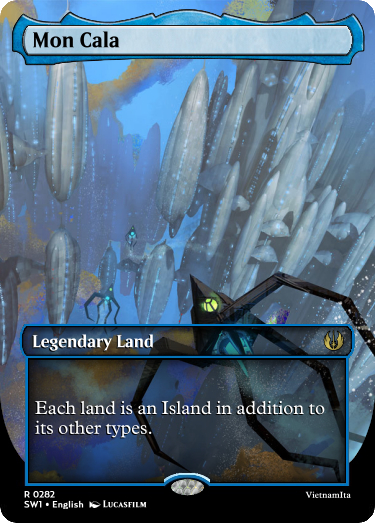 Mon Cala
Legendary Land
Each land is an Island in addition to
its other types.
R 0282
SW1 • English LUCASFILM
VietnamIta